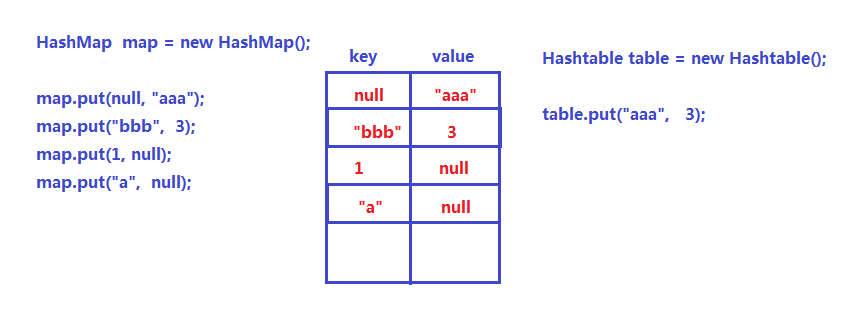 HashMap map = new HashMap();
map.put(null, "aaa");
map.put("bbb", 3);
map.put(1, null);
map.put("a", null);
key value
null "aaa"
"bbb" 3
1 null
"a" null
Hashtable table = new Hashtable();
table.put("aaa", 3);